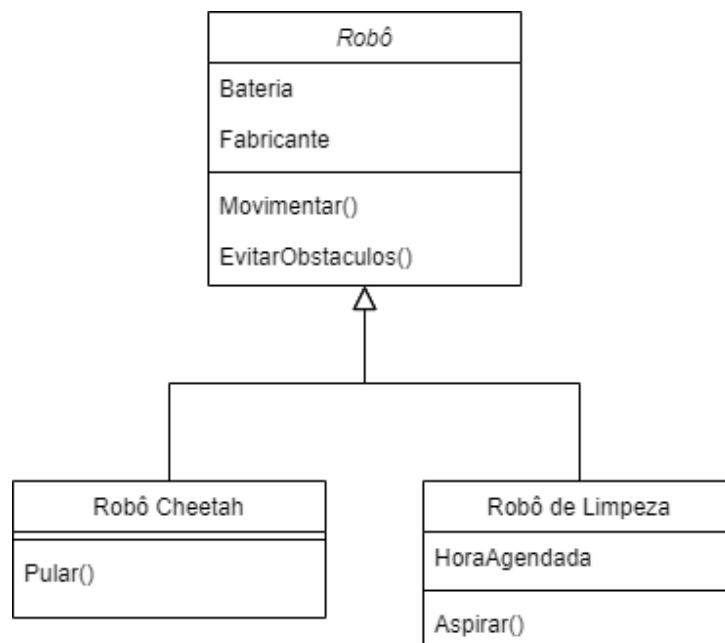 Robô
Bateria
Fabricante
Movimentar()
EvitarObstaculos()
Robô Cheetah
Pular()
Robô de Limpeza
HoraAgendada
Aspirar()